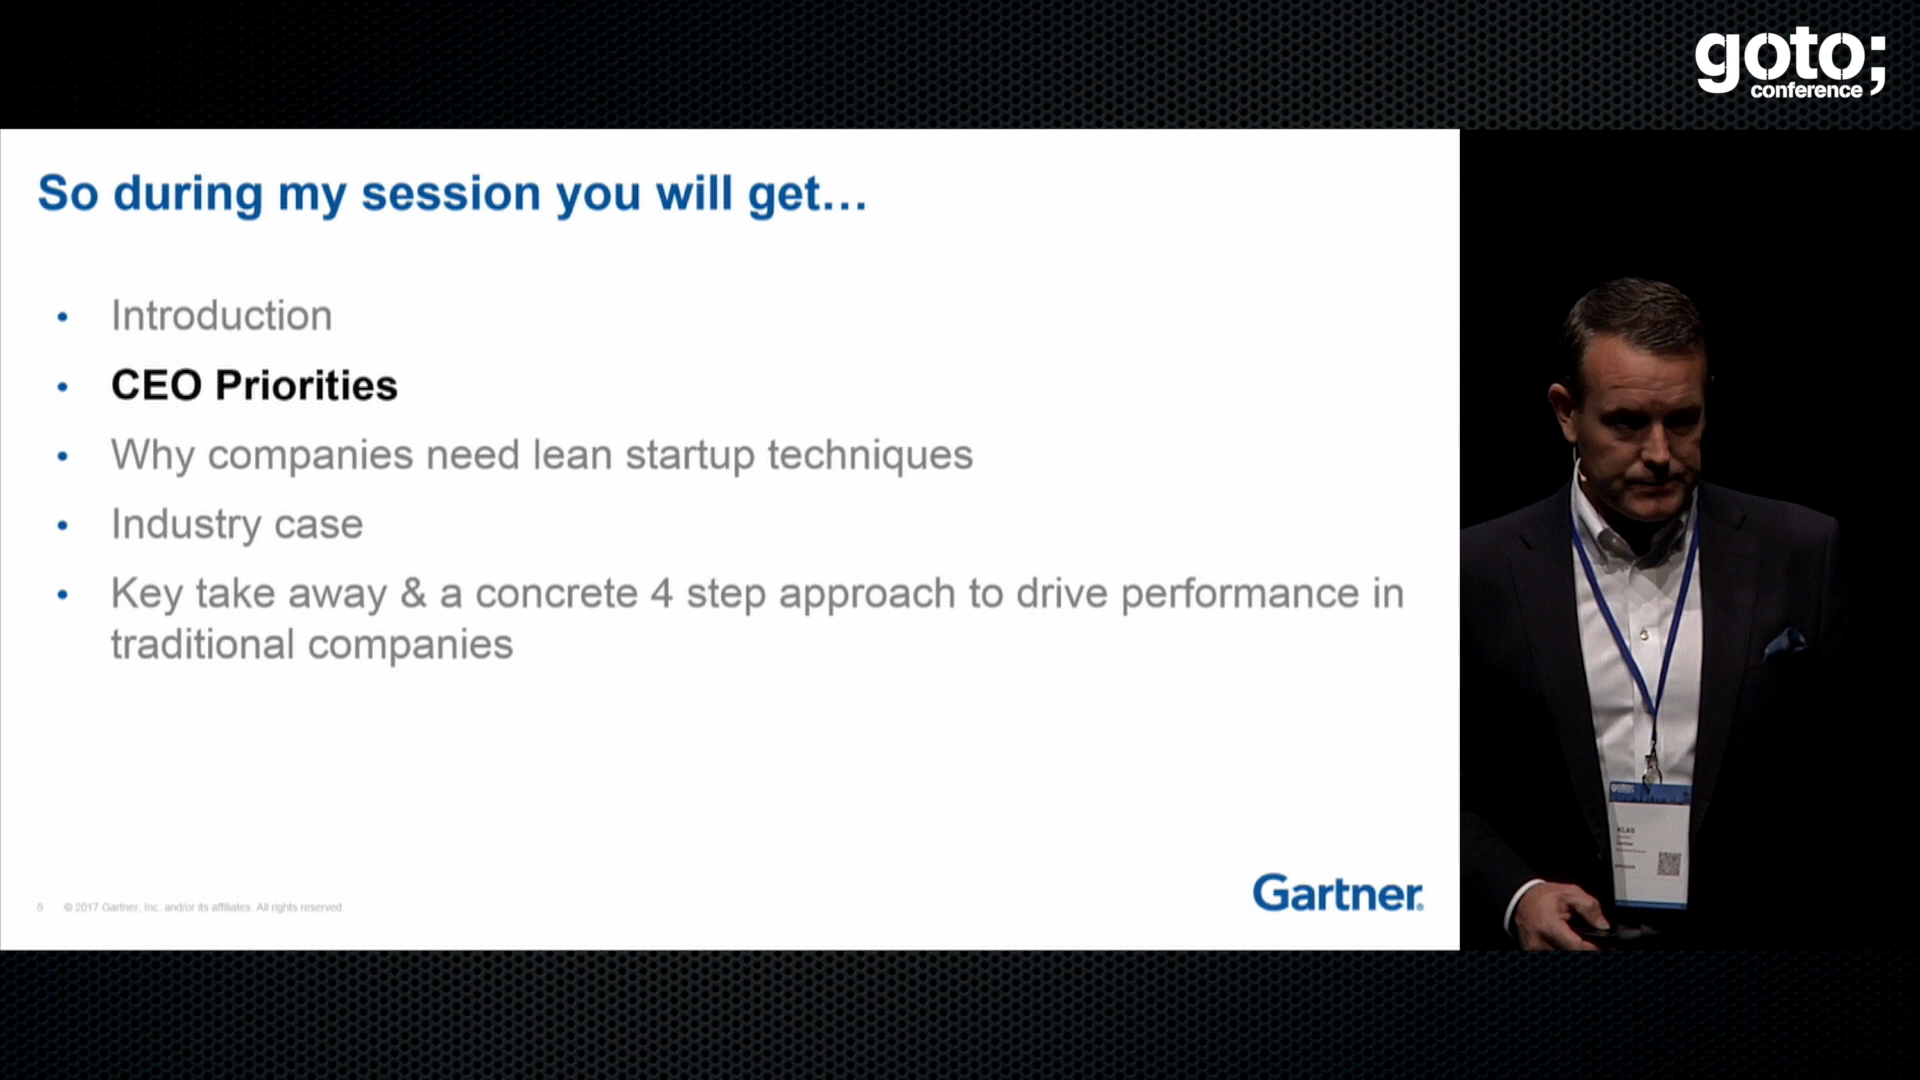 goto;
conference
So during my session you will get...
• Introduction
• CEO Priorities
• Why companies need lean startup techniques
• Industry case
• Key take away & a concrete 4 step approach to drive performance in
traditional companies
© 2017 Gartner, Inc. and/or its affiliates. All rights reserved.
Gartner
goto;
KLAS